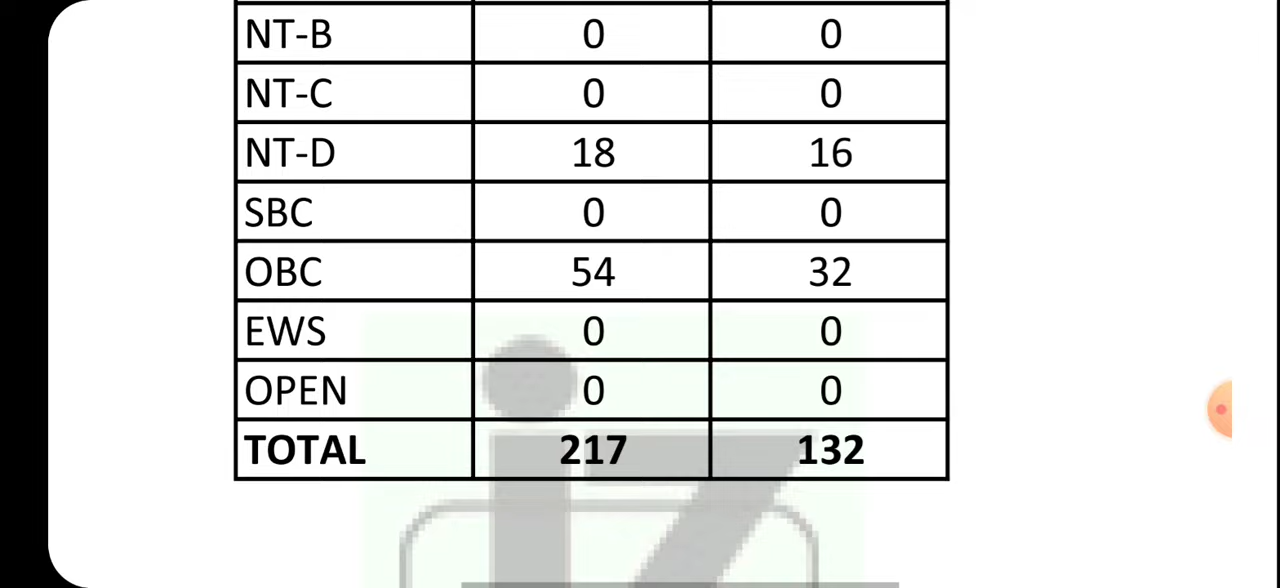 NT-B 0 0
NT-C 0 0
NT-D 18 16
SBC 0 0
OBC 54 32
EWS 0 0
OPEN 0 0
TOTAL 217 132